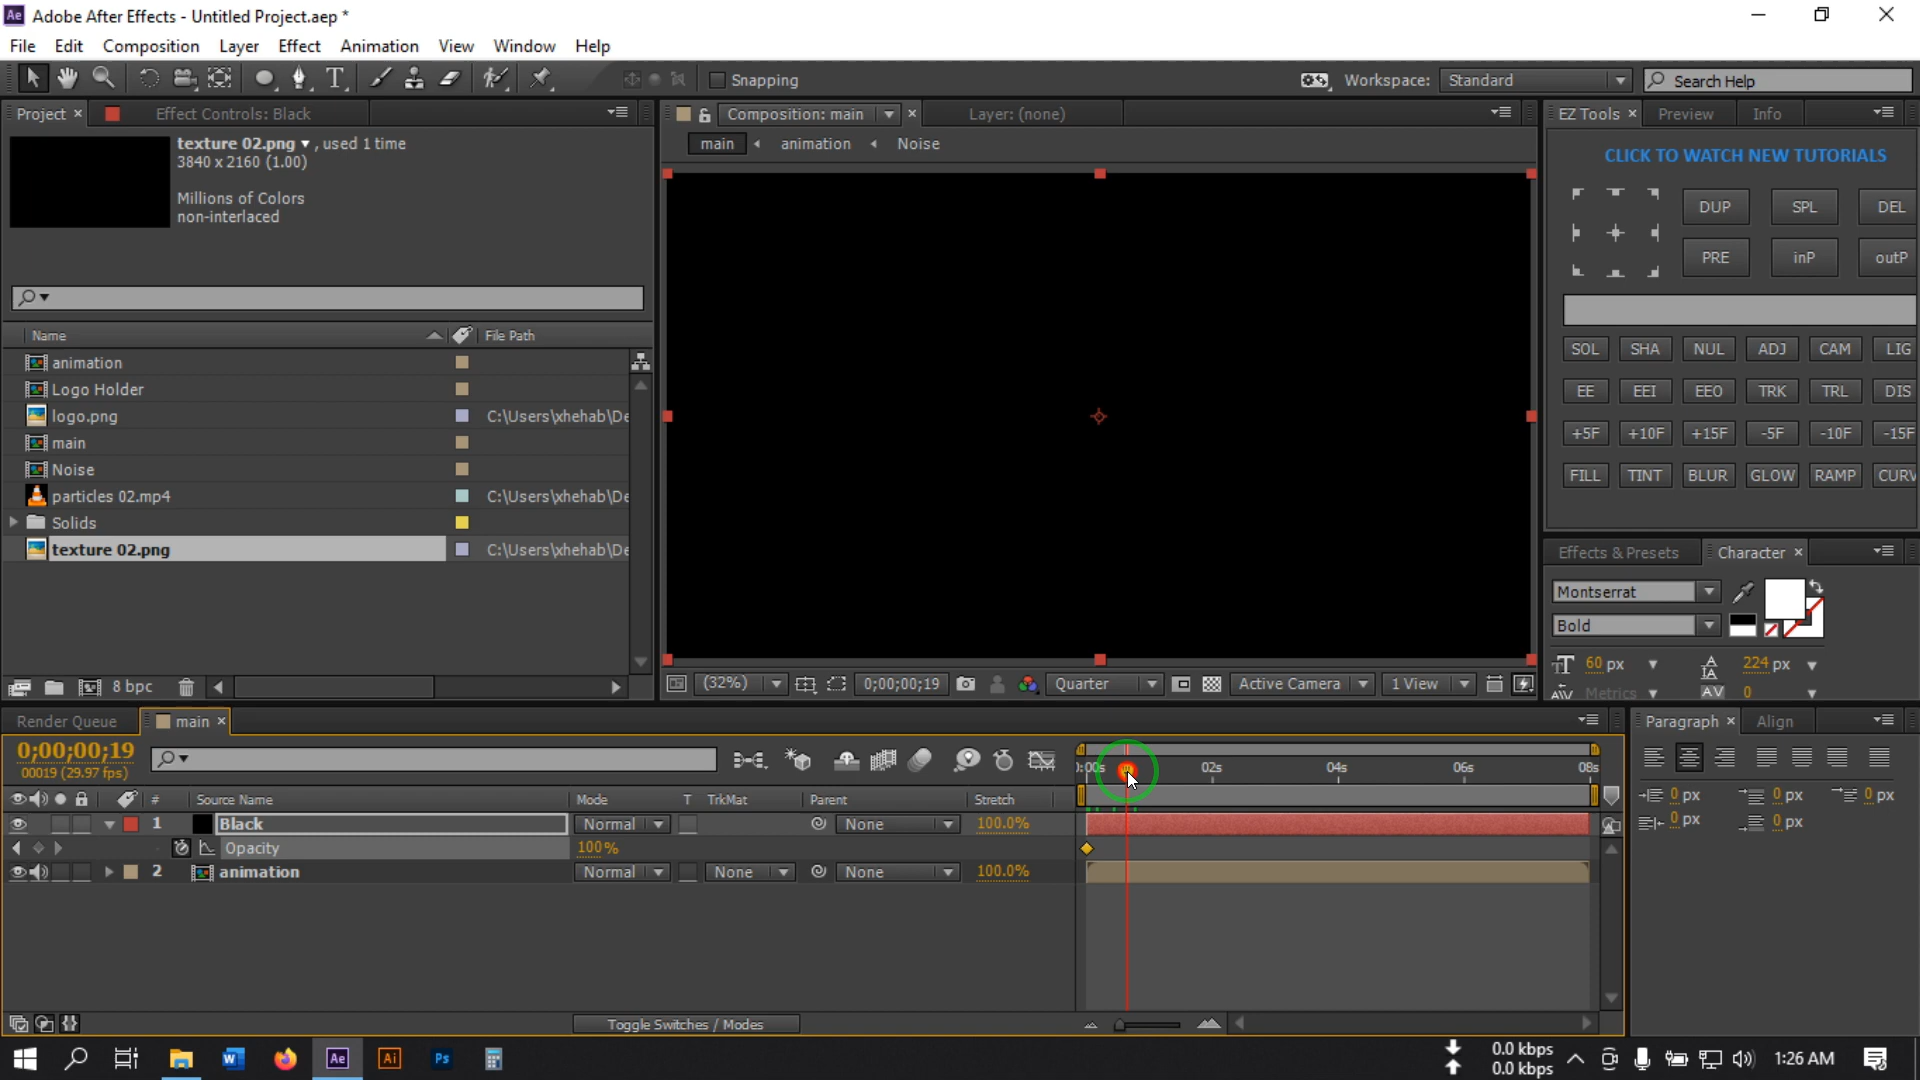 Ae Adobe After Effects - Untitled Project.aep *
File Edit Composition Layer Effect Animation View Window Help
T Snapping Workspace: Standard Search Help
Project × Effect Controls: Black Composition: main × Layer: (none) EZ Tools × Preview Info
texture 02.png ▾ , used 1 time
3840 x 2160 (1.00)
Millions of Colors
non-interlaced
main animation Noise
CLICK TO WATCH NEW TUTORIALS
DUP SPL DEL
PRE inP outP
Name File Path
animation
Logo Holder
logo.png C:\Users\xhehab\De
main
Noise
particles 02.mp4 C:\Users\xhehab\De
Solids
texture 02.png C:\Users\xhehab\De
SOL SHA NUL ADJ CAM LIG
EE EEI EEO TRK TRL DIS
+5F +10F +15F -5F -10F -15F
FILL TINT BLUR GLOW RAMP CURV
Effects & Presets Character ×
Montserrat
Bold
60 px 224 px
Metrics 0
8 bpc
(32%) 0;00;00;19 Quarter Active Camera 1 View
Render Queue main ×
0;00;00;19
00019 (29.97 fps)
):00s 02s 04s 06s 08s
# Source Name Mode T TrkMat Parent Stretch
1 Black Normal None 100.0%
Opacity 100%
2 animation Normal None None 100.0%
Toggle Switches / Modes
Paragraph × Align
0 px 0 px 0 px
0 px 0 px
W Ae Ai Ps
0.0 kbps
0.0 kbps
1:26 AM